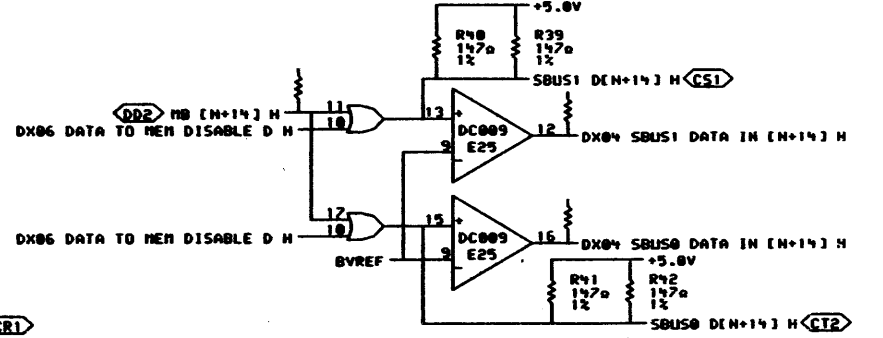 +5.0V
R40 R39
147Ω 147Ω
1% 1%
SBUS1 D[N+14] H CS1
DD2 MB [N+14] H
11
10
DX06 DATA TO MEM DISABLE D H
13 +
DC009
E25
9 -
12
DX04 SBUS1 DATA IN [N+14] H
17
10
DX06 DATA TO MEM DISABLE D H
15 +
DC009
E25
9 -
16
DX04 SBUS0 DATA IN [N+14] H
BVREF
+5.0V
R41 R42
147Ω 147Ω
1% 1%
SBUS0 D[N+14] H CT2
CR1